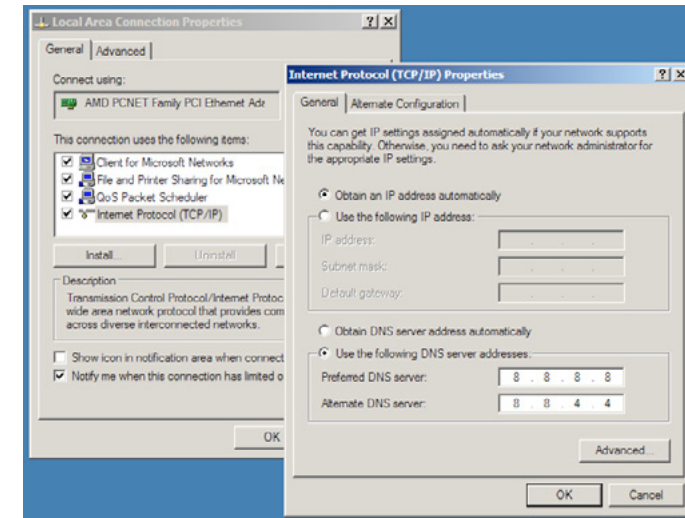 Local Area Connection Properties
General
Advanced
Connect using:
AMD PCNET Family PCI Ethernet Ada
This connection uses the following items:
Client for Microsoft Networks
File and Printer Sharing for Microsoft Ne
QoS Packet Scheduler
Internet Protocol (TCP/IP)
Install...
Uninstall
Description
Transmission Control Protocol/Internet Protoc
wide area network protocol that provides com
across diverse interconnected networks.
Show icon in notification area when connect
Notify me when this connection has limited o
OK
Internet Protocol (TCP/IP) Properties
General
Alternate Configuration
You can get IP settings assigned automatically if your network supports
this capability. Otherwise, you need to ask your network administrator for
the appropriate IP settings.
Obtain an IP address automatically
Use the following IP address:
IP address:
Subnet mask:
Default gateway:
Obtain DNS server address automatically
Use the following DNS server addresses:
Preferred DNS server:
8 . 8 . 8 . 8
Alternate DNS server:
8 . 8 . 4 . 4
Advanced...
OK
Cancel